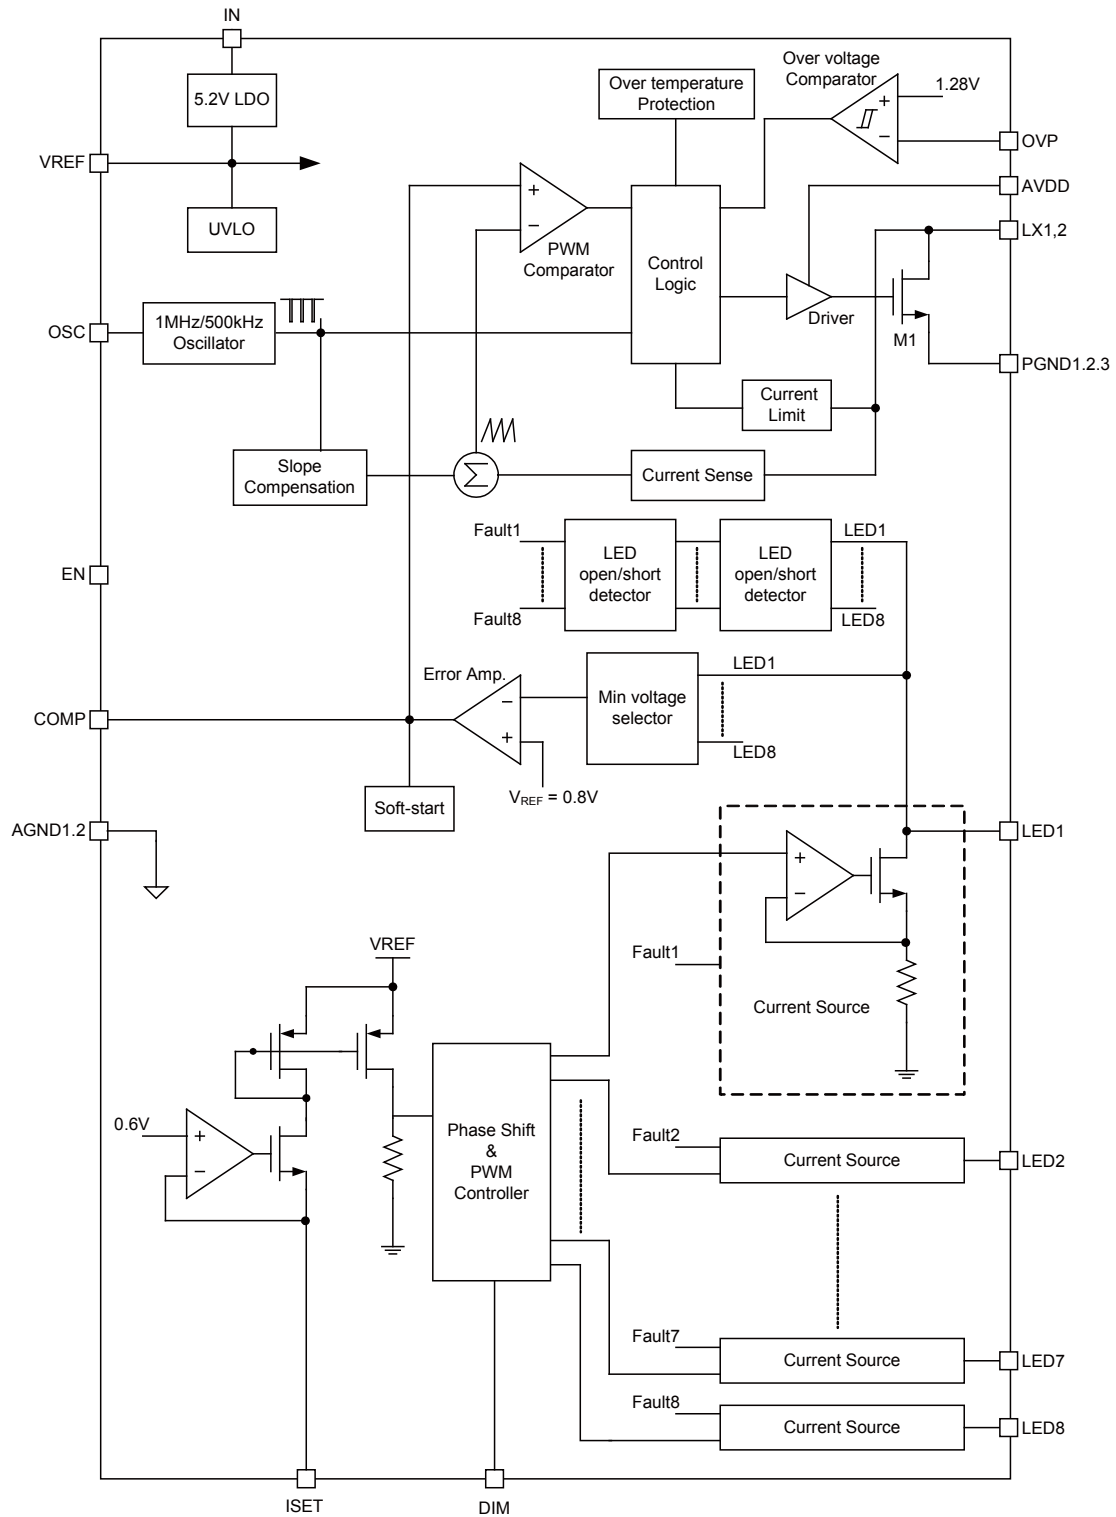 IN
5.2V LDO
VREF
UVLO
Over temperature
Protection
Over voltage
Comparator
1.28V
+
−
OVP
AVDD
LX1,2
+
−
PWM
Comparator
Control
Logic
Driver
M1
PGND1.2.3
OSC
1MHz/500kHz
Oscillator
Current
Limit
Slope
Compensation
Σ
Current Sense
Fault1
Fault8
LED
open/short
detector
LED
open/short
detector
LED1
LED8
EN
Error Amp.
−
+
Min voltage
selector
LED1
LED8
COMP
VREF = 0.8V
Soft-start
AGND1.2
LED1
+
−
Fault1
Current Source
VREF
0.6V
+
−
Phase Shift
&
PWM
Controller
Fault2
Current Source
LED2
Fault7
Current Source
LED7
Fault8
Current Source
LED8
ISET
DIM